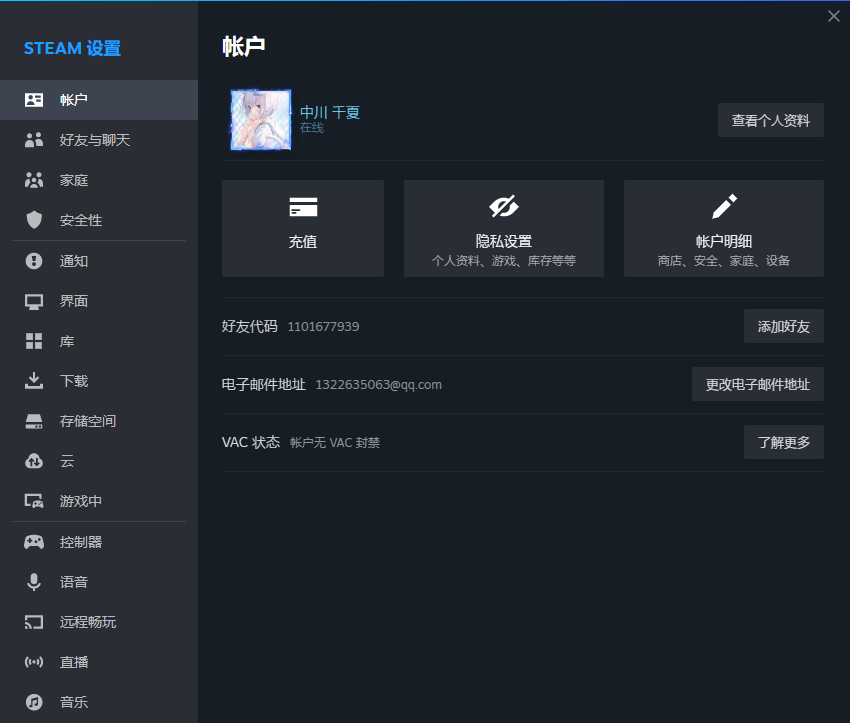 STEAM 设置
帐户
好友与聊天
家庭
安全性
通知
界面
库
下载
存储空间
云
游戏中
控制器
语音
远程畅玩
直播
音乐
帐户
中川 千夏
在线
查看个人资料
充值
隐私设置
个人资料、游戏、库存等等
帐户明细
商店、安全、家庭、设备
好友代码 1101677939
添加好友
电子邮件地址 1322635063@qq.com
更改电子邮件地址
VAC 状态 帐户无 VAC 封禁
了解更多